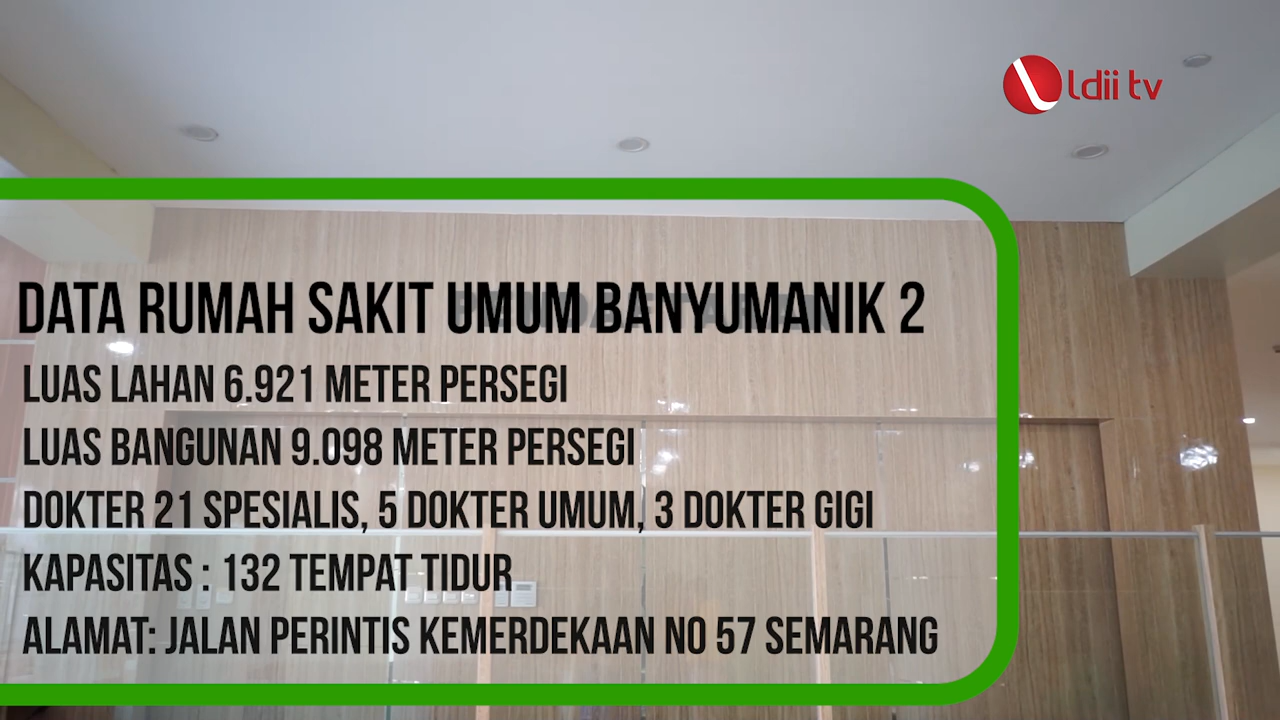 ldii tv
DATA RUMAH SAKIT UMUM BANYUMANIK 2
LUAS LAHAN 6.921 METER PERSEGI
LUAS BANGUNAN 9.098 METER PERSEGI
DOKTER 21 SPESIALIS, 5 DOKTER UMUM, 3 DOKTER GIGI
KAPASITAS : 132 TEMPAT TIDUR
ALAMAT: JALAN PERINTIS KEMERDEKAAN NO 57 SEMARANG